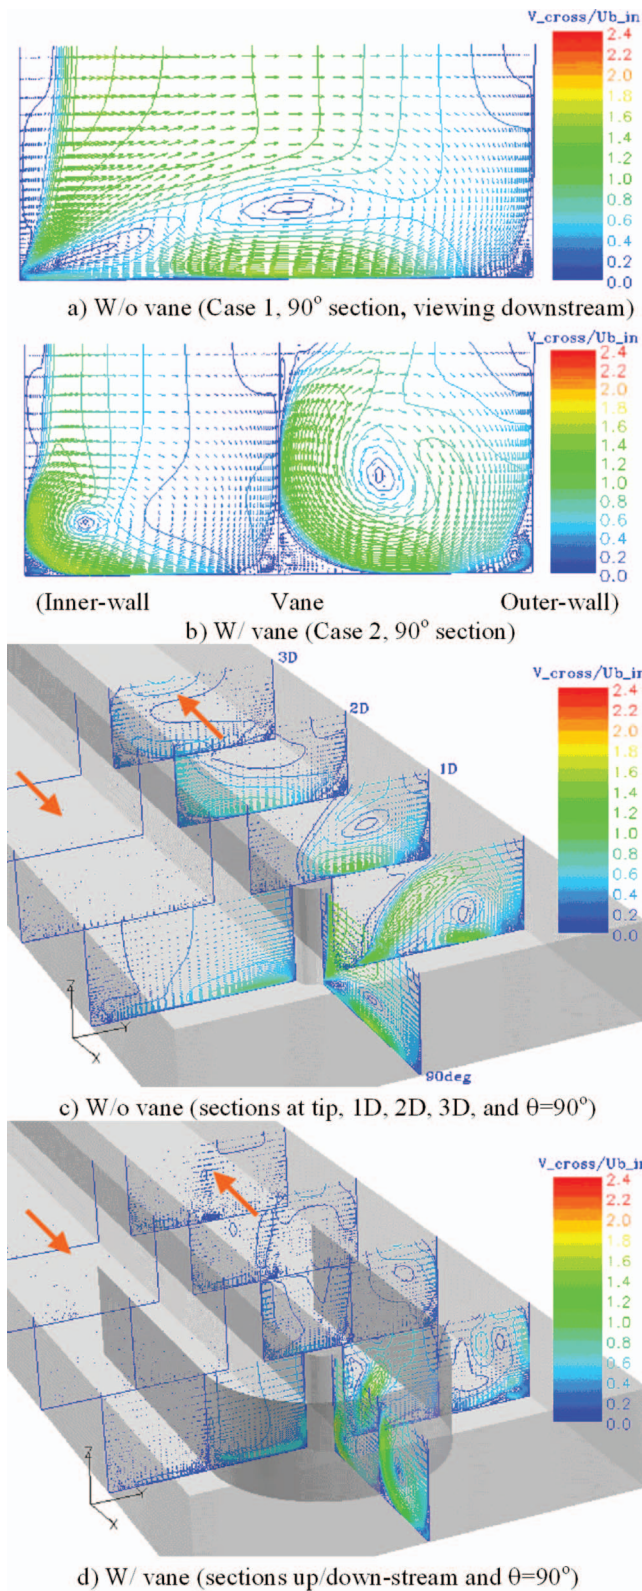 V_cross/Ub_in
2.4
2.2
2.0
1.8
1.6
1.4
1.2
1.0
0.8
0.6
0.4
0.2
0.0
a) W/o vane (Case 1, 90° section, viewing downstream)
V_cross/Ub_in
2.4
2.2
2.0
1.8
1.6
1.4
1.2
1.0
0.8
0.6
0.4
0.2
0.0
(Inner-wall Vane Outer-wall)
b) W/ vane (Case 2, 90° section)
3D
2D
1D
V_cross/Ub_in
2.4
2.2
2.0
1.8
1.6
1.4
1.2
1.0
0.8
0.6
0.4
0.2
0.0
Z
Y
X
90deg
c) W/o vane (sections at tip, 1D, 2D, 3D, and θ=90°)
V_cross/Ub_in
2.4
2.2
2.0
1.8
1.6
1.4
1.2
1.0
0.8
0.6
0.4
0.2
0.0
Z
Y
X
d) W/ vane (sections up/down-stream and θ=90°)